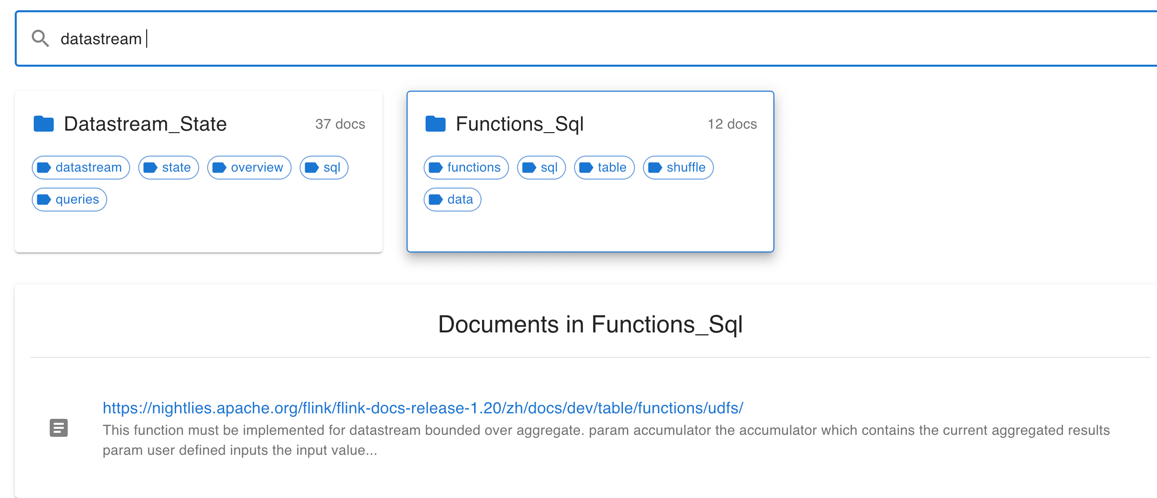 datastream
Datastream_State 37 docs
datastream state overview sql
queries
Functions_Sql 12 docs
functions sql table shuffle
data
Documents in Functions_Sql
https://nightlies.apache.org/flink/flink-docs-release-1.20/zh/docs/dev/table/functions/udfs/
This function must be implemented for datastream bounded over aggregate. param accumulator the accumulator which contains the current aggregated results
param user defined inputs the input value...